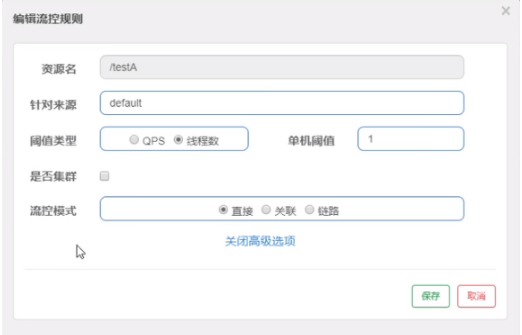 编辑流控规则 ×
资源名 /testA
针对来源 default
阈值类型 QPS 线程数 单机阈值 1
是否集群
流控模式 直接 关联 链路
关闭高级选项
保存 取消